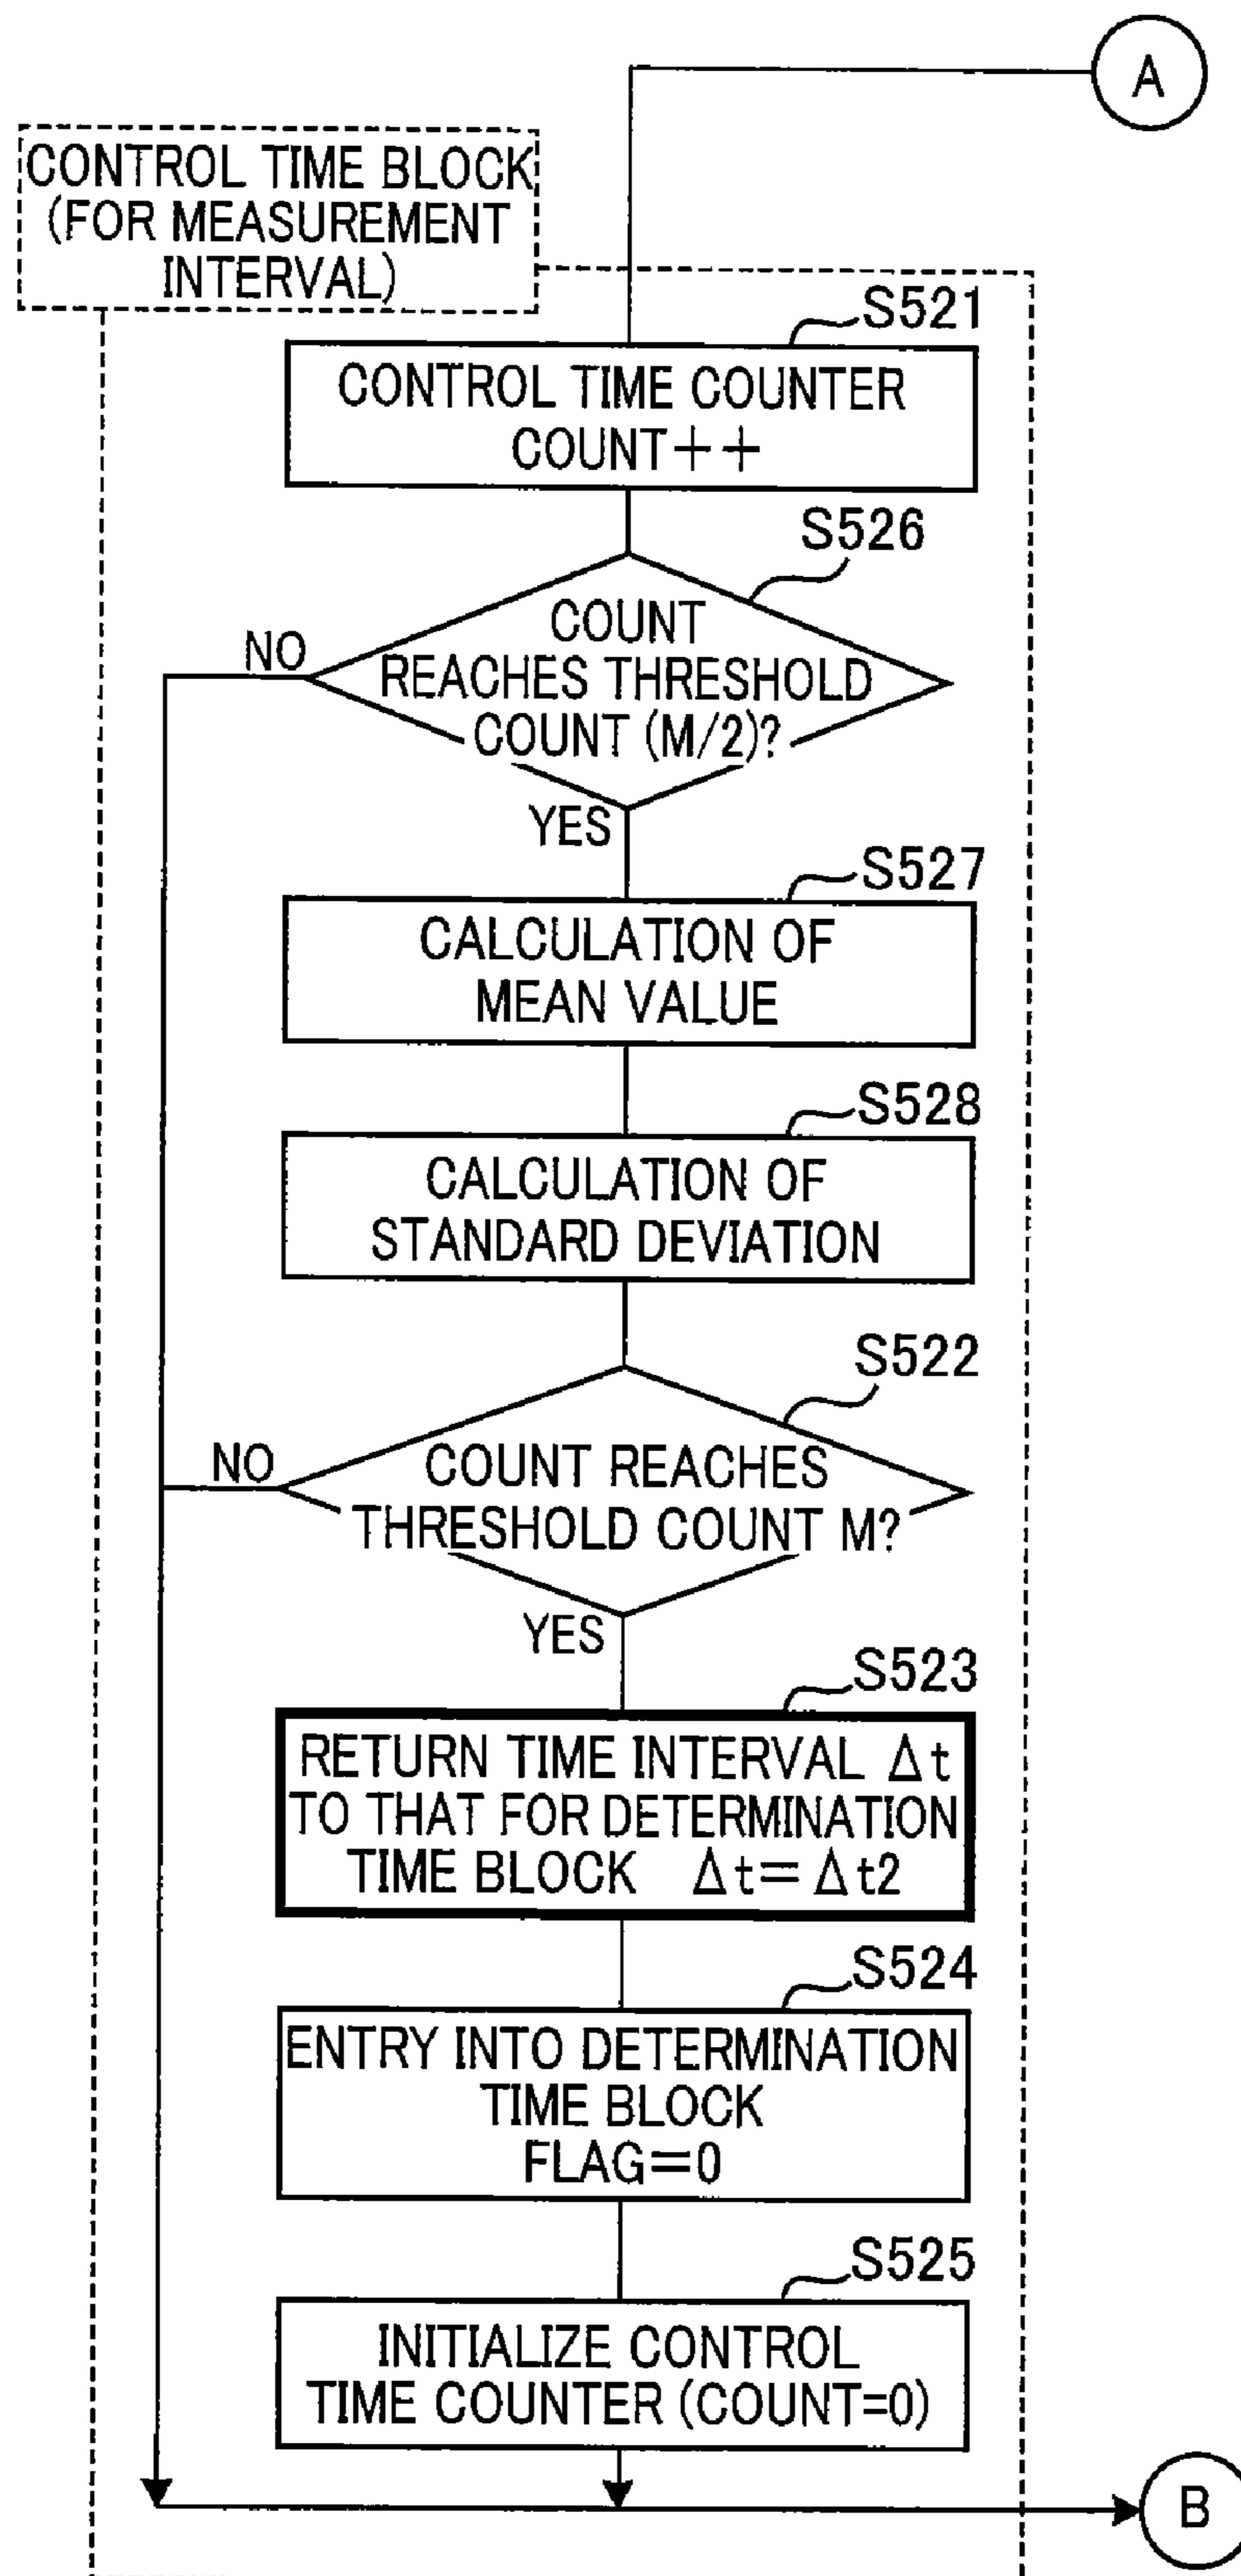 A
CONTROL TIME BLOCK
(FOR MEASUREMENT
INTERVAL)
S521
CONTROL TIME COUNTER
COUNT++
S526
COUNT
REACHES THRESHOLD
COUNT (M/2)?
NO
YES
S527
CALCULATION OF
MEAN VALUE
S528
CALCULATION OF
STANDARD DEVIATION
S522
COUNT REACHES
THRESHOLD COUNT M?
NO
YES
S523
RETURN TIME INTERVAL Δt
TO THAT FOR DETERMINATION
TIME BLOCK Δt=Δt2
S524
ENTRY INTO DETERMINATION
TIME BLOCK
FLAG=0
S525
INITIALIZE CONTROL
TIME COUNTER (COUNT=0)
B